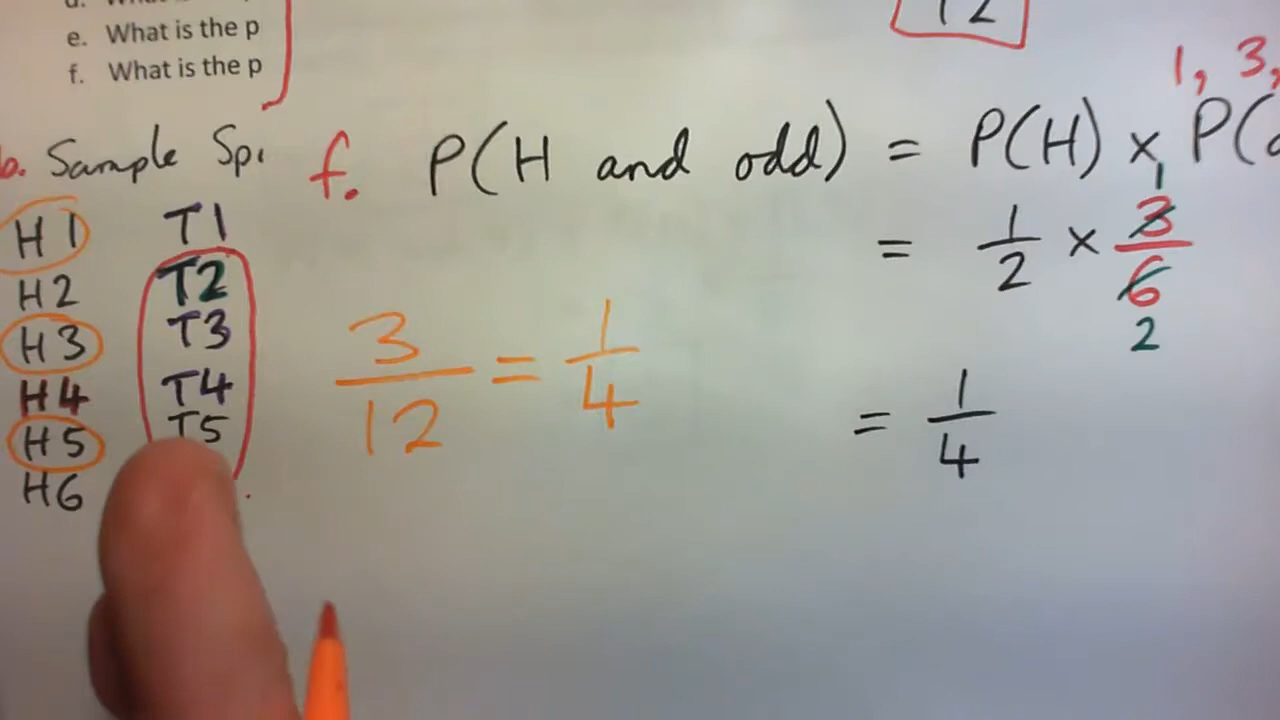 e. What is the p
f. What is the p
12
1, 3,
b. Sample
f. P(H and odd) = P(H) × P(
H1 T1
H2 T2
H3 T3
H4 T4
H5 T5
H6
3/12 = 1/4
1
= 1/2 × 3/6
2
= 1/4